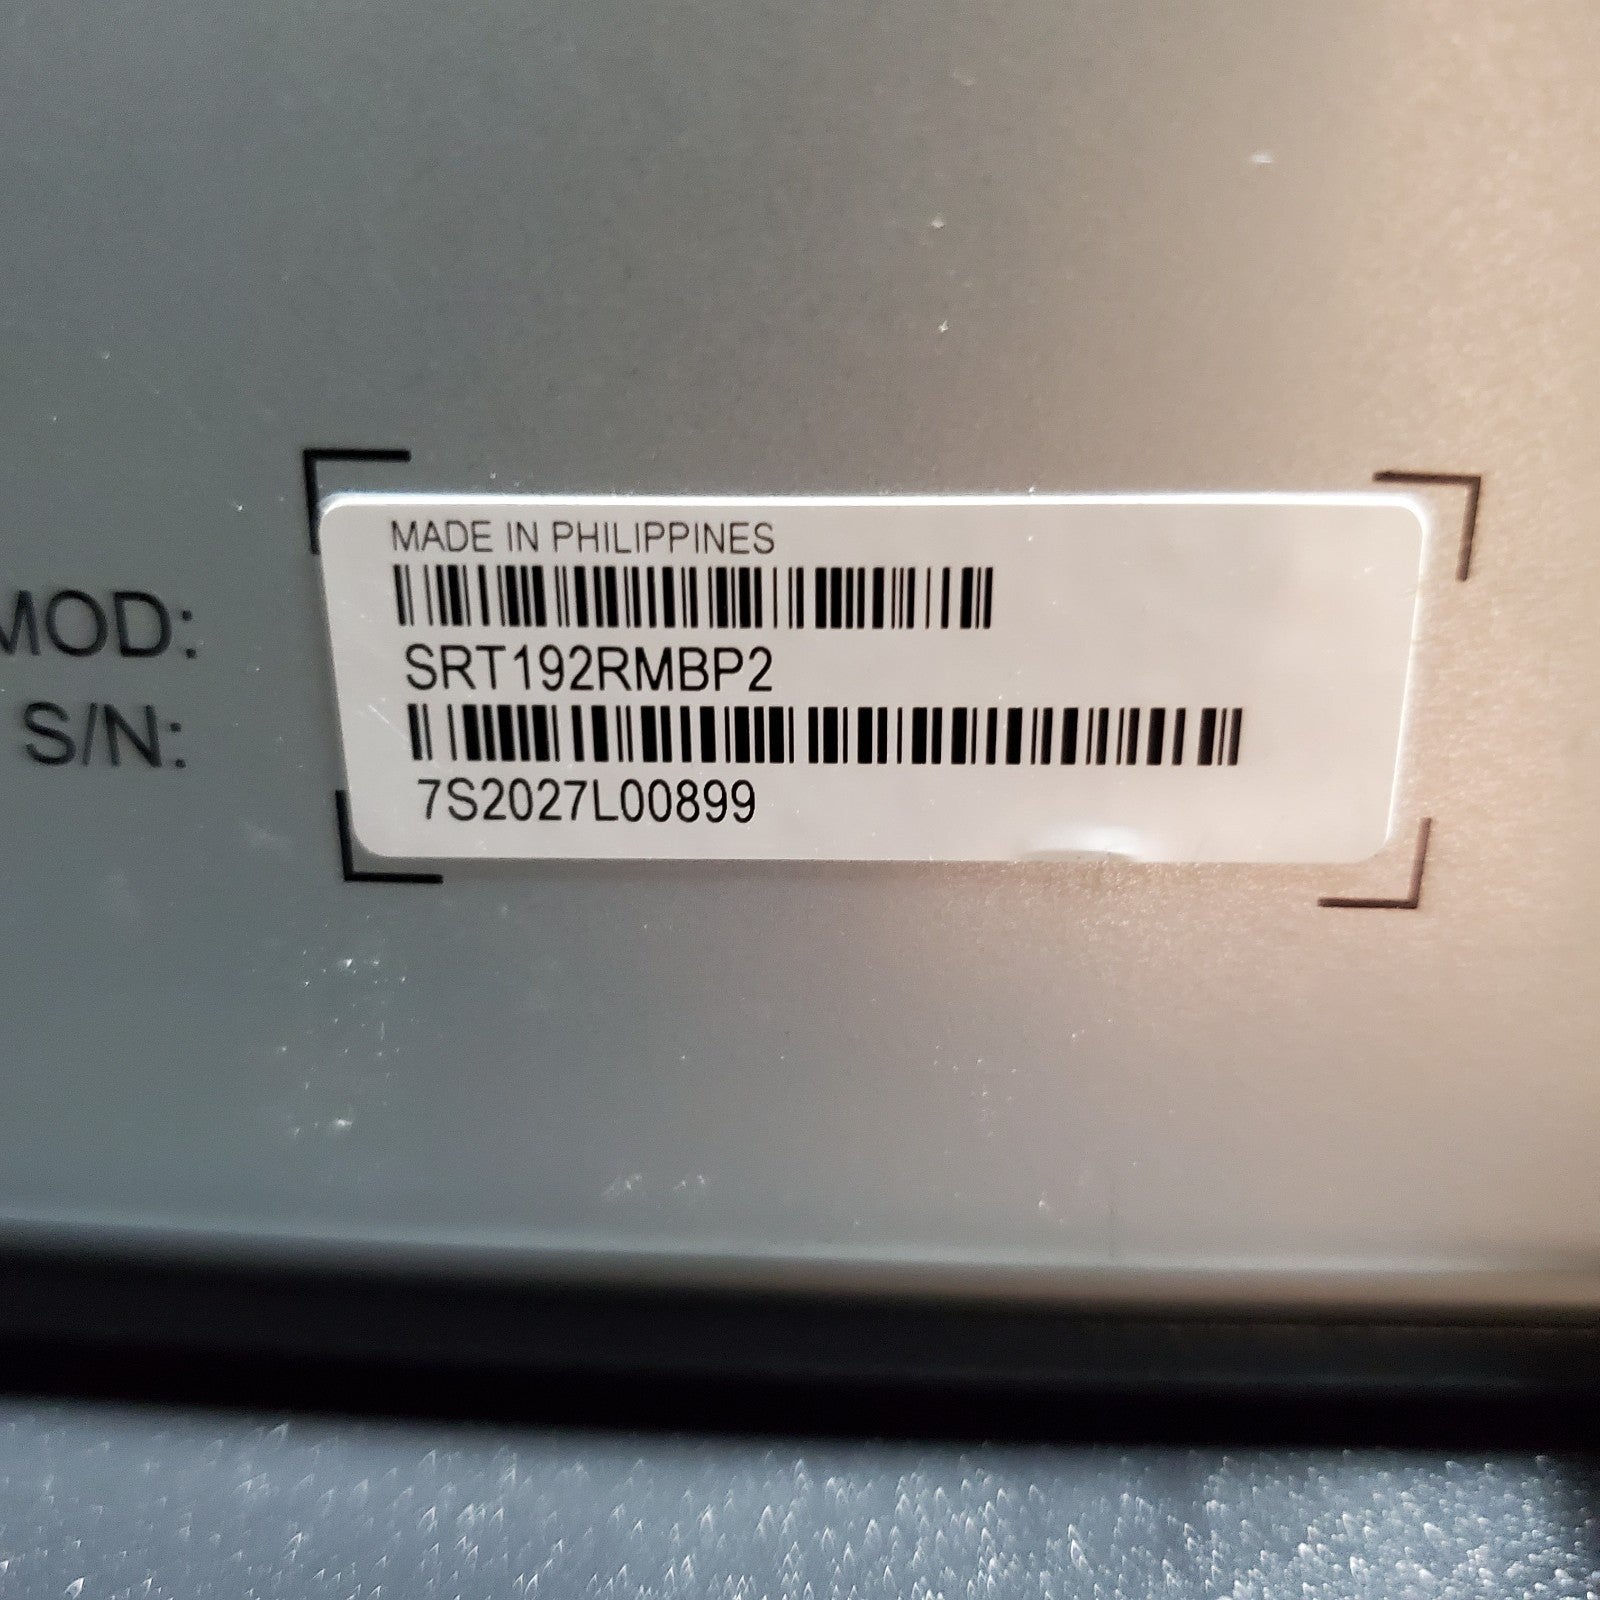 MADE IN PHILIPPINES
MOD: SRT192RMBP2
S/N: 7S2027L00899